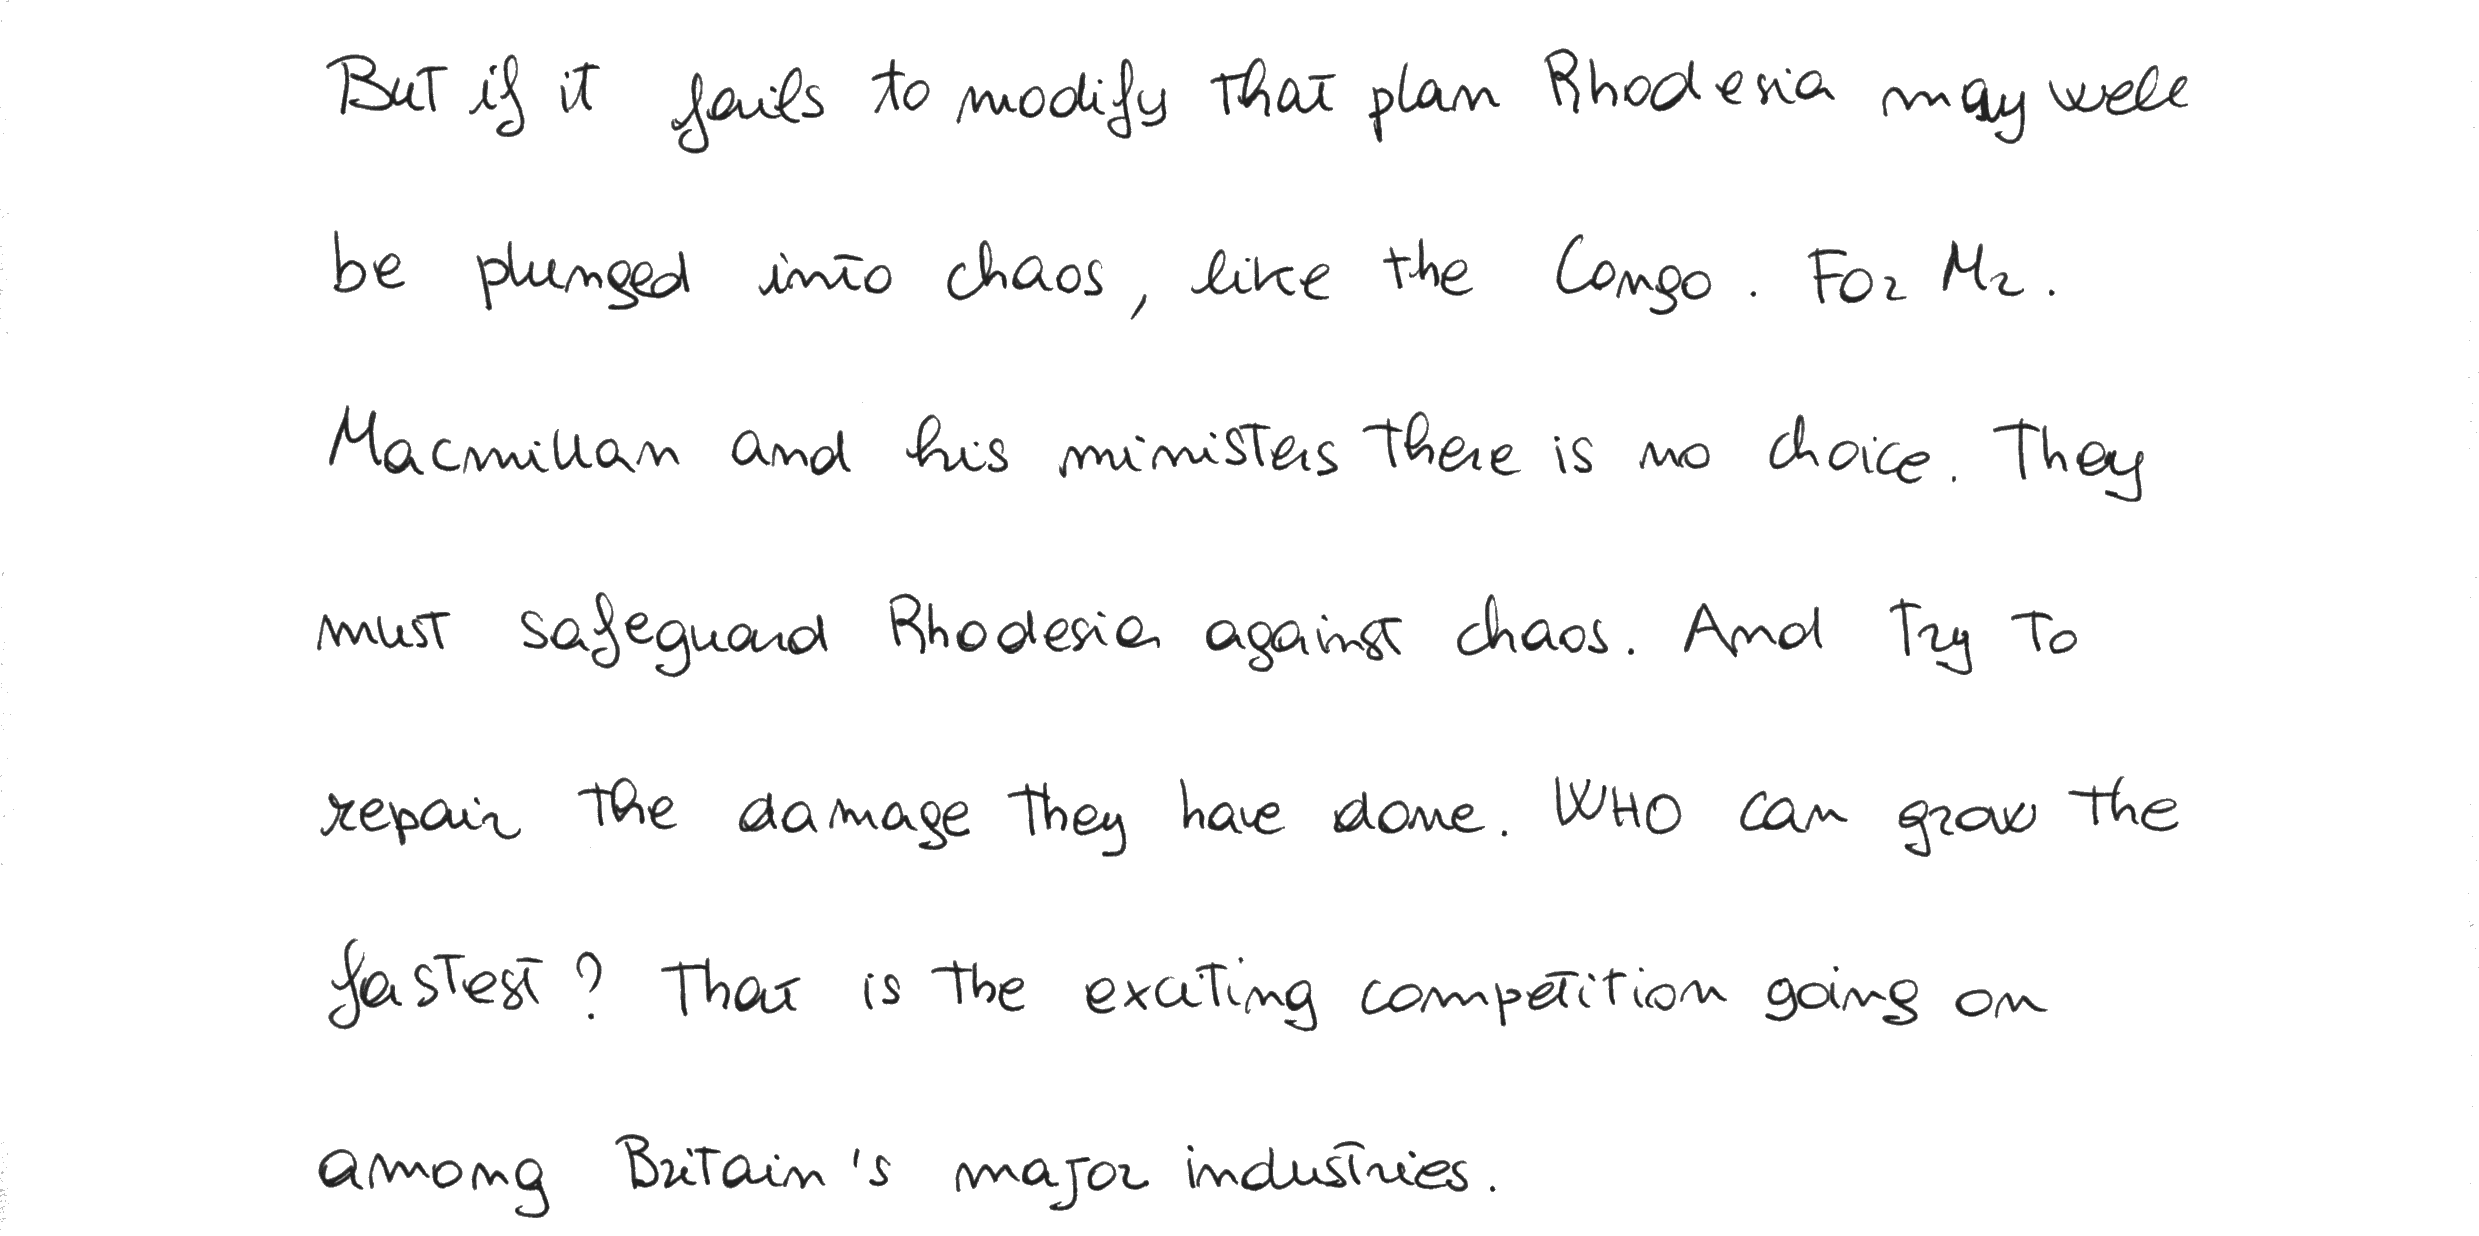 But if it fails to modify that plan Rhodesia may well
be plunged into chaos, like the Congo. For Mr.
Macmillan and his ministers there is no choice. They
must safeguard Rhodesia against chaos. And try to
repair the damage they have done. WHO can grow the
fastest? That is the exciting competition going on
among Britain's major industries.